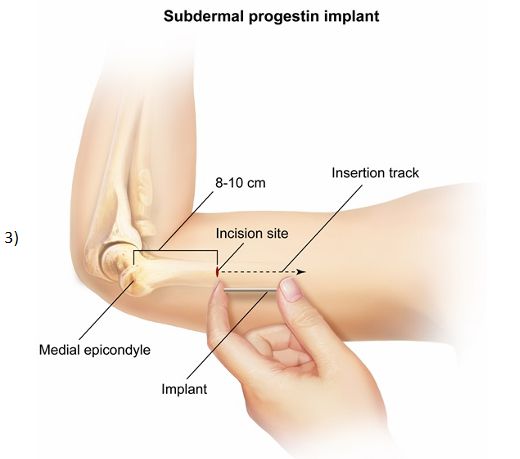 Subdermal progestin implant
8-10 cm
Insertion track
Incision site
3)
Medial epicondyle
Implant